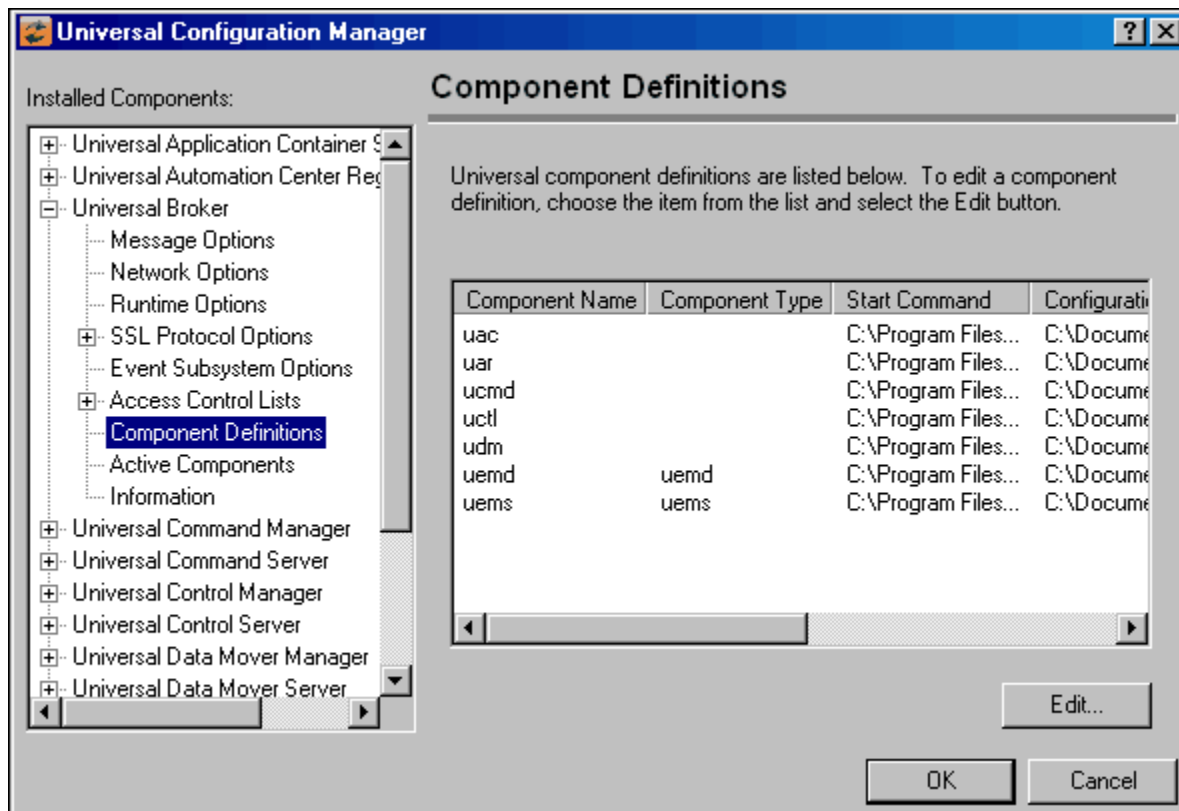 Universal Configuration Manager
Installed Components:
Universal Application Container S
Universal Automation Center Reg
Universal Broker
Message Options
Network Options
Runtime Options
SSL Protocol Options
Event Subsystem Options
Access Control Lists
Component Definitions
Active Components
Information
Universal Command Manager
Universal Command Server
Universal Control Manager
Universal Control Server
Universal Data Mover Manager
Universal Data Mover Server
Component Definitions
Universal component definitions are listed below. To edit a component
definition, choose the item from the list and select the Edit button.
Component Name Component Type Start Command Configurati
uac C:\Program Files... C:\Docume
uar C:\Program Files... C:\Docume
ucmd C:\Program Files... C:\Docume
uctl C:\Program Files... C:\Docume
udm C:\Program Files... C:\Docume
uemd uemd C:\Program Files... C:\Docume
uems uems C:\Program Files... C:\Docume
Edit...
OK Cancel